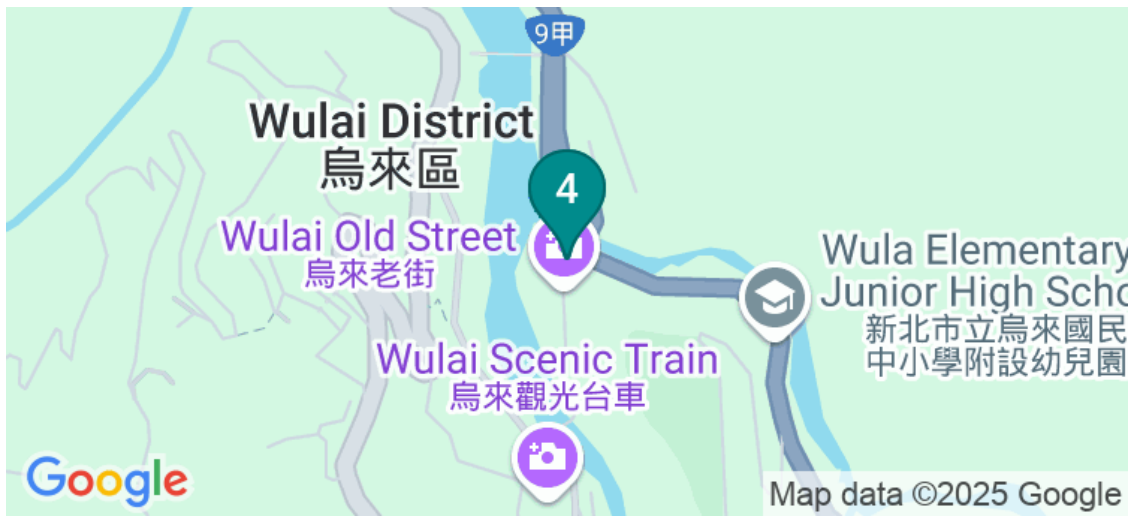 9甲
Wulai District
烏來區
4
Wulai Old Street
烏來老街
Wula Elementary
Junior High Scho
新北市立烏來國民
中小學附設幼兒園
Wulai Scenic Train
烏來觀光台車
Google
Map data ©2025 Google